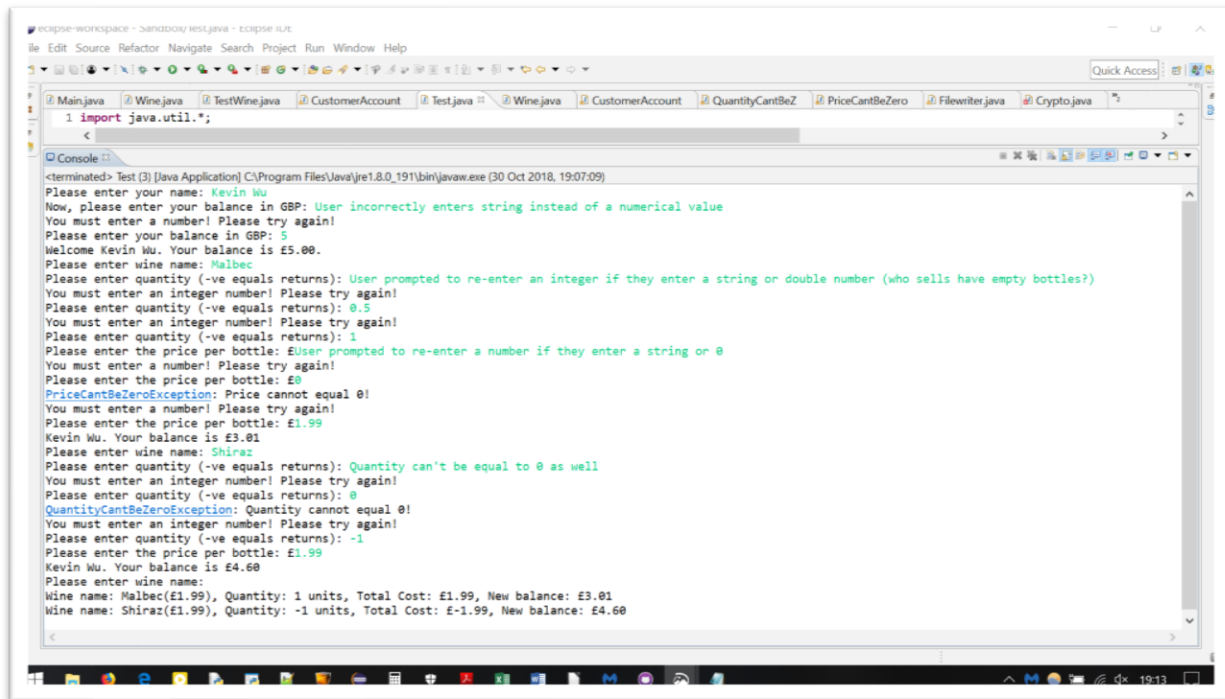 eclipse-workspace - Sandbox/Test.java - Eclipse IDE
ile Edit Source Refactor Navigate Search Project Run Window Help
Quick Access
Main.java Wine.java TestWine.java CustomerAccount Test.java Wine.java CustomerAccount QuantityCantBeZ PriceCantBeZero Filewriter.java Crypto.java "2
1 import java.util.*;
Console
<terminated> Test (3) [Java Application] C:\Program Files\Java\jre1.8.0_191\bin\javaw.exe (30 Oct 2018, 19:07:09)
Please enter your name: Kevin Wu
Now, please enter your balance in GBP: User incorrectly enters string instead of a numerical value
You must enter a number! Please try again!
Please enter your balance in GBP: 5
Welcome Kevin Wu. Your balance is £5.00.
Please enter wine name: Malbec
Please enter quantity (-ve equals returns): User prompted to re-enter an integer if they enter a string or double number (who sells have empty bottles?)
You must enter an integer number! Please try again!
Please enter quantity (-ve equals returns): 0.5
You must enter an integer number! Please try again!
Please enter quantity (-ve equals returns): 1
Please enter the price per bottle: £User prompted to re-enter a number if they enter a string or 0
You must enter a number! Please try again!
Please enter the price per bottle: £0
PriceCantBeZeroException: Price cannot equal 0!
You must enter a number! Please try again!
Please enter the price per bottle: £1.99
Kevin Wu. Your balance is £3.01
Please enter wine name: Shiraz
Please enter quantity (-ve equals returns): Quantity can't be equal to 0 as well
You must enter an integer number! Please try again!
Please enter quantity (-ve equals returns): 0
QuantityCantBeZeroException: Quantity cannot equal 0!
You must enter an integer number! Please try again!
Please enter quantity (-ve equals returns): -1
Please enter the price per bottle: £1.99
Kevin Wu. Your balance is £4.60
Please enter wine name:
Wine name: Malbec(£1.99), Quantity: 1 units, Total Cost: £1.99, New balance: £3.01
Wine name: Shiraz(£1.99), Quantity: -1 units, Total Cost: £-1.99, New balance: £4.60
19:13